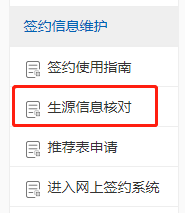 签约信息维护
签约使用指南
生源信息核对
推荐表申请
进入网上签约系统